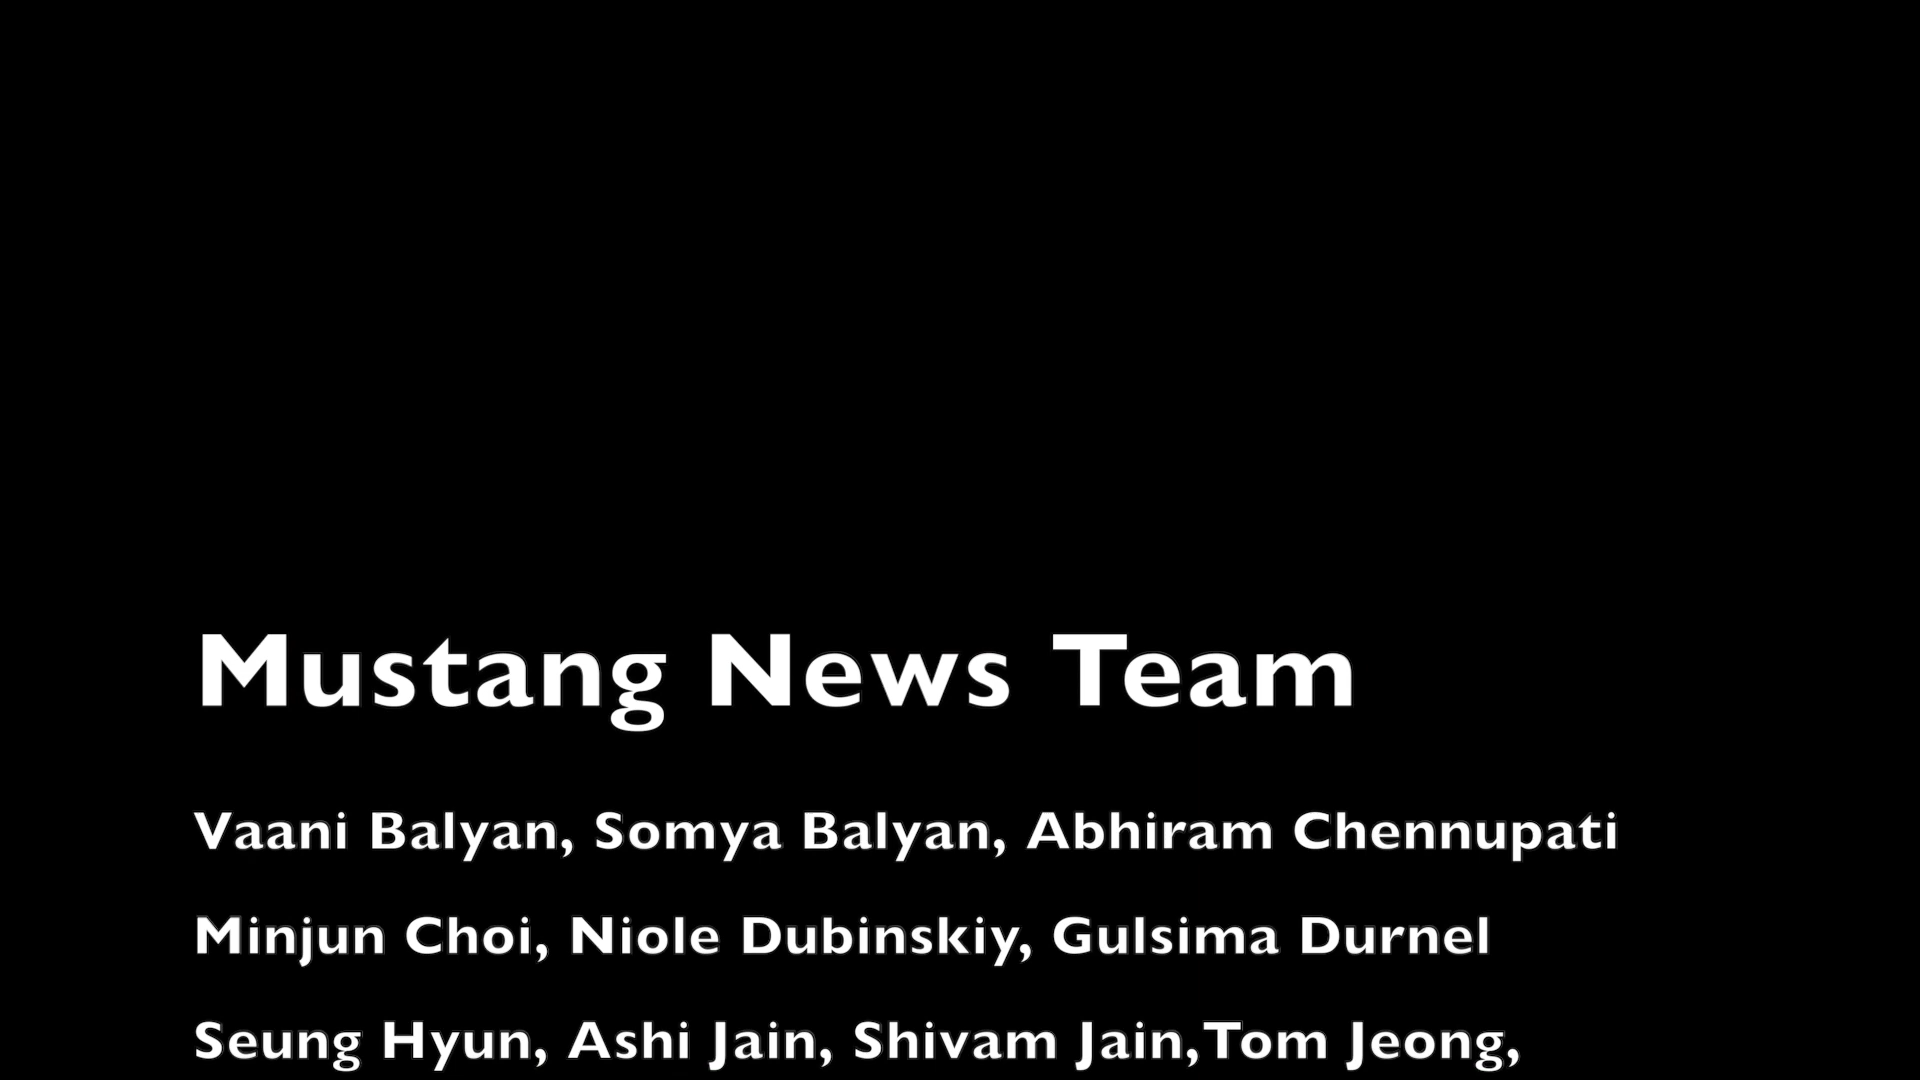 Mustang News Team
Vaani Balyan, Somya Balyan, Abhiram Chennupati
Minjun Choi, Niole Dubinskiy, Gulsima Durnel
Seung Hyun, Ashi Jain, Shivam Jain,Tom Jeong,